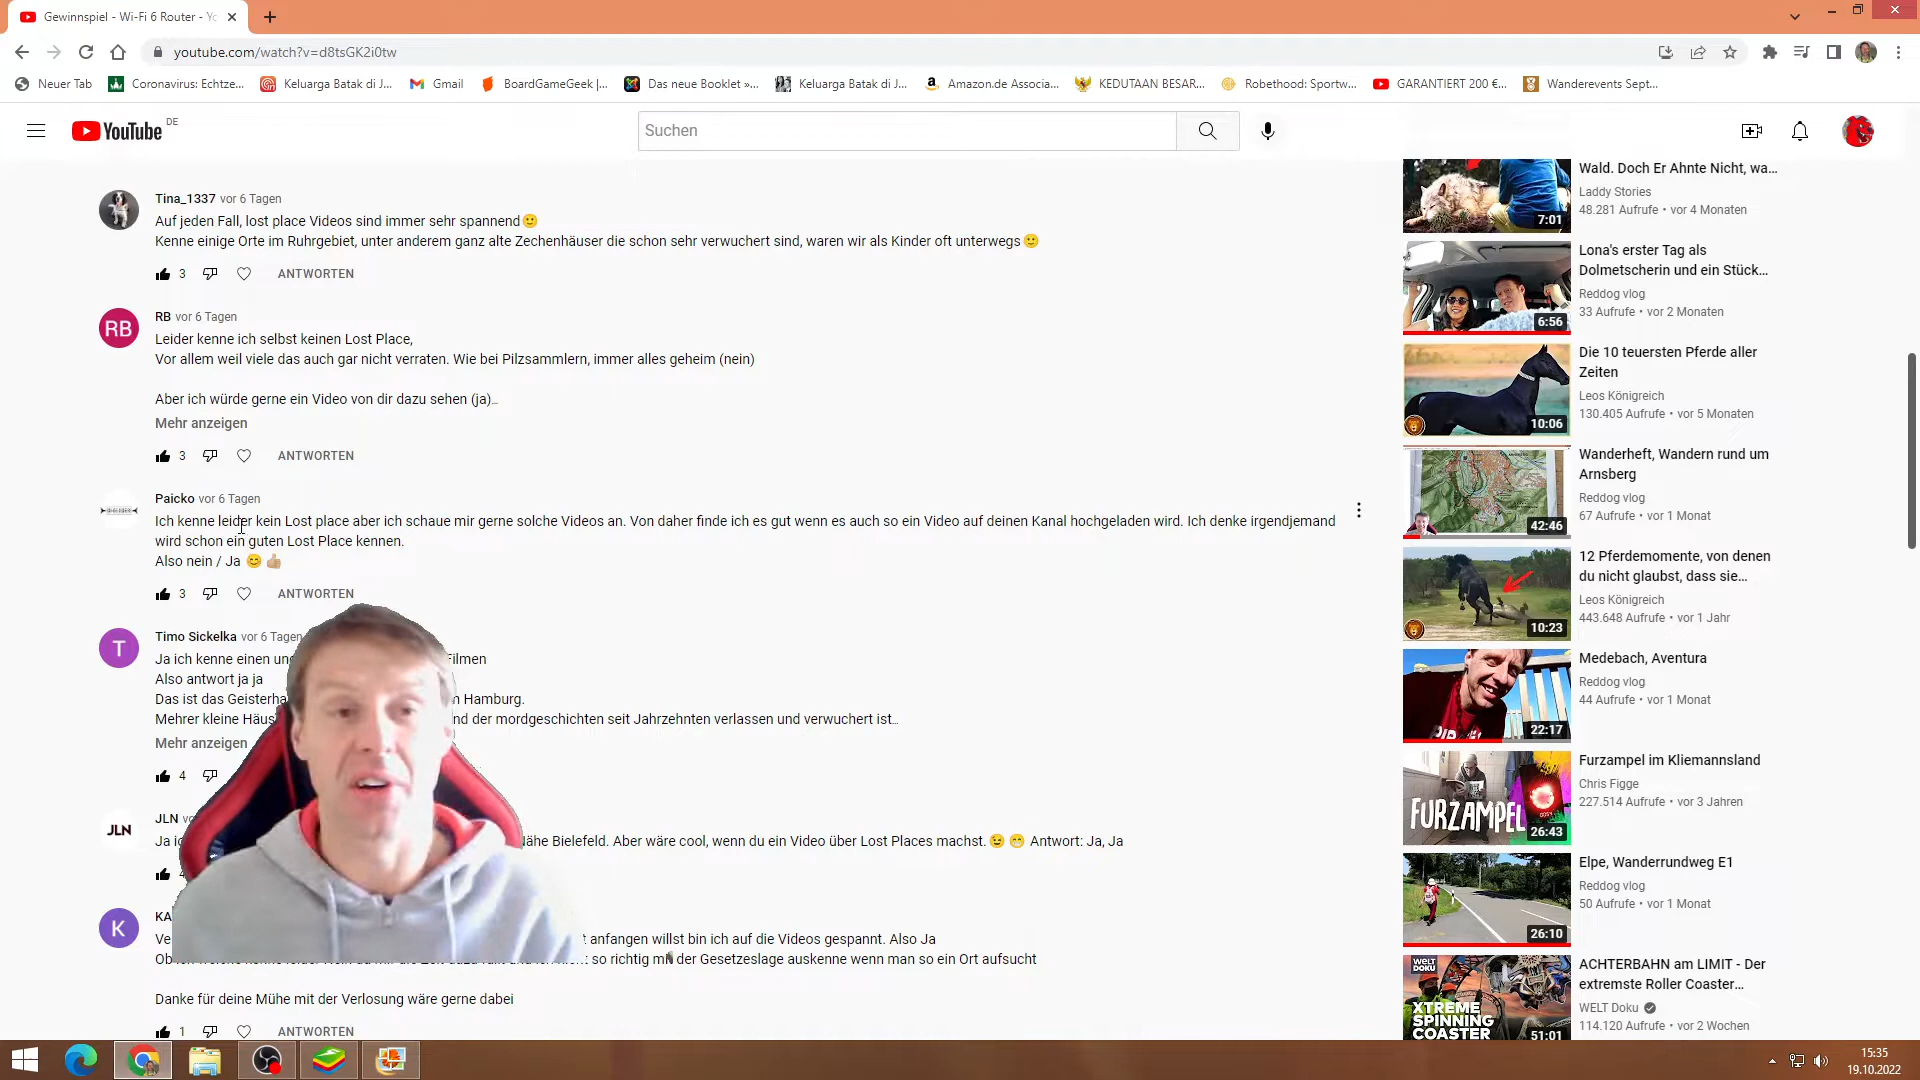 Gewinnspiel - Wi-Fi 6 Router - Yo
youtube.com/watch?v=d8tsGK2i0tw
Neuer Tab
Coronavirus: Echtze...
Keluarga Batak di J...
Gmail
BoardGameGeek |...
Das neue Booklet »...
Keluarga Batak di J...
Amazon.de Associa...
KEDUTAAN BESAR...
Robethood: Sportw...
GARANTIERT 200 €...
Wanderevents Sept...
YouTube DE
Suchen
Tina_1337 vor 6 Tagen
Auf jeden Fall, lost place Videos sind immer sehr spannend🙂
Kenne einige Orte im Ruhrgebiet, unter anderem ganz alte Zechenhäuser die schon sehr verwuchert sind, waren wir als Kinder oft unterwegs🙂
3 ANTWORTEN
RB
RB vor 6 Tagen
Leider kenne ich selbst keinen Lost Place,
Vor allem weil viele das auch gar nicht verraten. Wie bei Pilzsammlern, immer alles geheim (nein)
Aber ich würde gerne ein Video von dir dazu sehen (ja)...
Mehr anzeigen
3 ANTWORTEN
Paicko vor 6 Tagen
Ich kenne leider kein Lost place aber ich schaue mir gerne solche Videos an. Von daher finde ich es gut wenn es auch so ein Video auf deinen Kanal hochgeladen wird. Ich denke irgendjemand
wird schon ein guten Lost Place kennen.
Also nein / Ja 😊👍🏼
3 ANTWORTEN
T
Timo Sickelka vor 6 Tagen
Ja ich kenne einen und Filmen
Also antwort ja ja
Das ist das Geisterha Hamburg.
Mehrer kleine Häus nd der mordgeschichten seit Jahrzehnten verlassen und verwuchert ist...
Mehr anzeigen
4
JLN
JLN vo
Ja ic Nähe Bielefeld. Aber wäre cool, wenn du ein Video über Lost Places machst.😉😁 Antwort: Ja, Ja
4
K
KA
Ve t anfangen willst bin ich auf die Videos gespannt. Also Ja
Ob so richtig mit der Gesetzeslage auskenne wenn man so ein Ort aufsucht
Danke für deine Mühe mit der Verlosung wäre gerne dabei
1 ANTWORTEN
Wald. Doch Er Ahnte Nicht, wa...
Laddy Stories
48.281 Aufrufe • vor 4 Monaten
7:01
Lona's erster Tag als
Dolmetscherin und ein Stück...
Reddog vlog
33 Aufrufe • vor 2 Monaten
6:56
Die 10 teuersten Pferde aller
Zeiten
Leos Königreich
130.405 Aufrufe • vor 5 Monaten
10:06
Wanderheft, Wandern rund um
Arnsberg
Reddog vlog
67 Aufrufe • vor 1 Monat
42:46
12 Pferdemomente, von denen
du nicht glaubst, dass sie...
Leos Königreich
443.648 Aufrufe • vor 1 Jahr
10:23
Medebach, Aventura
Reddog vlog
44 Aufrufe • vor 1 Monat
22:17
Furzampel im Kliemannsland
Chris Figge
227.514 Aufrufe • vor 3 Jahren
FURZAMPEL
26:43
Elpe, Wanderrundweg E1
Reddog vlog
50 Aufrufe • vor 1 Monat
26:10
ACHTERBAHN am LIMIT - Der
extremste Roller Coaster...
WELT Doku
114.120 Aufrufe • vor 2 Wochen
WELT
DOKU
XTREME
SPINNING
COASTER
51:01
15:35
19.10.2022